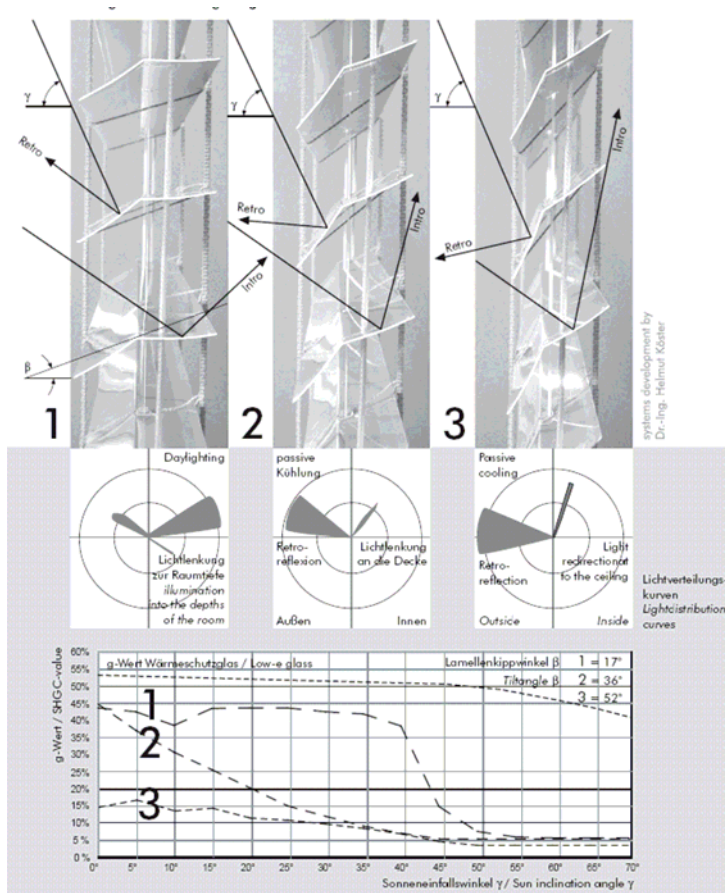 γ
Retro
Intro
β
1
γ
Retro
Intro
2
γ
Retro
Intro
3
systems development by
Dr.-Ing. Helmut Köster
Daylighting
Lichtlenkung
zur Raumtiefe
illumination
into the depths
of the room
passive
Kühlung
Retro-
reflexion
Lichtlenkung
an die Decke
Außen
Innen
Passive
cooling
Retro-
reflection
Light
redirectionat
to the ceiling
Outside
Inside
Lichtverteilungs-
kurven
Lightdistribution
curves
g-Wert / SHGC-value
60%
55%
50%
45%
40%
35%
30%
25%
20%
15%
10%
5%
0%
g-Wert Wärmeschutzglas / Low-e glass
Lamellenkippwinkel β 1 = 17°
Tiltangle β 2 = 36°
3 = 52°
1
2
3
0° 5° 10° 15° 20° 25° 30° 35° 40° 45° 50° 55° 60° 65° 70°
Sonneneinfallswinkel γ/ Sun inclination angle γ